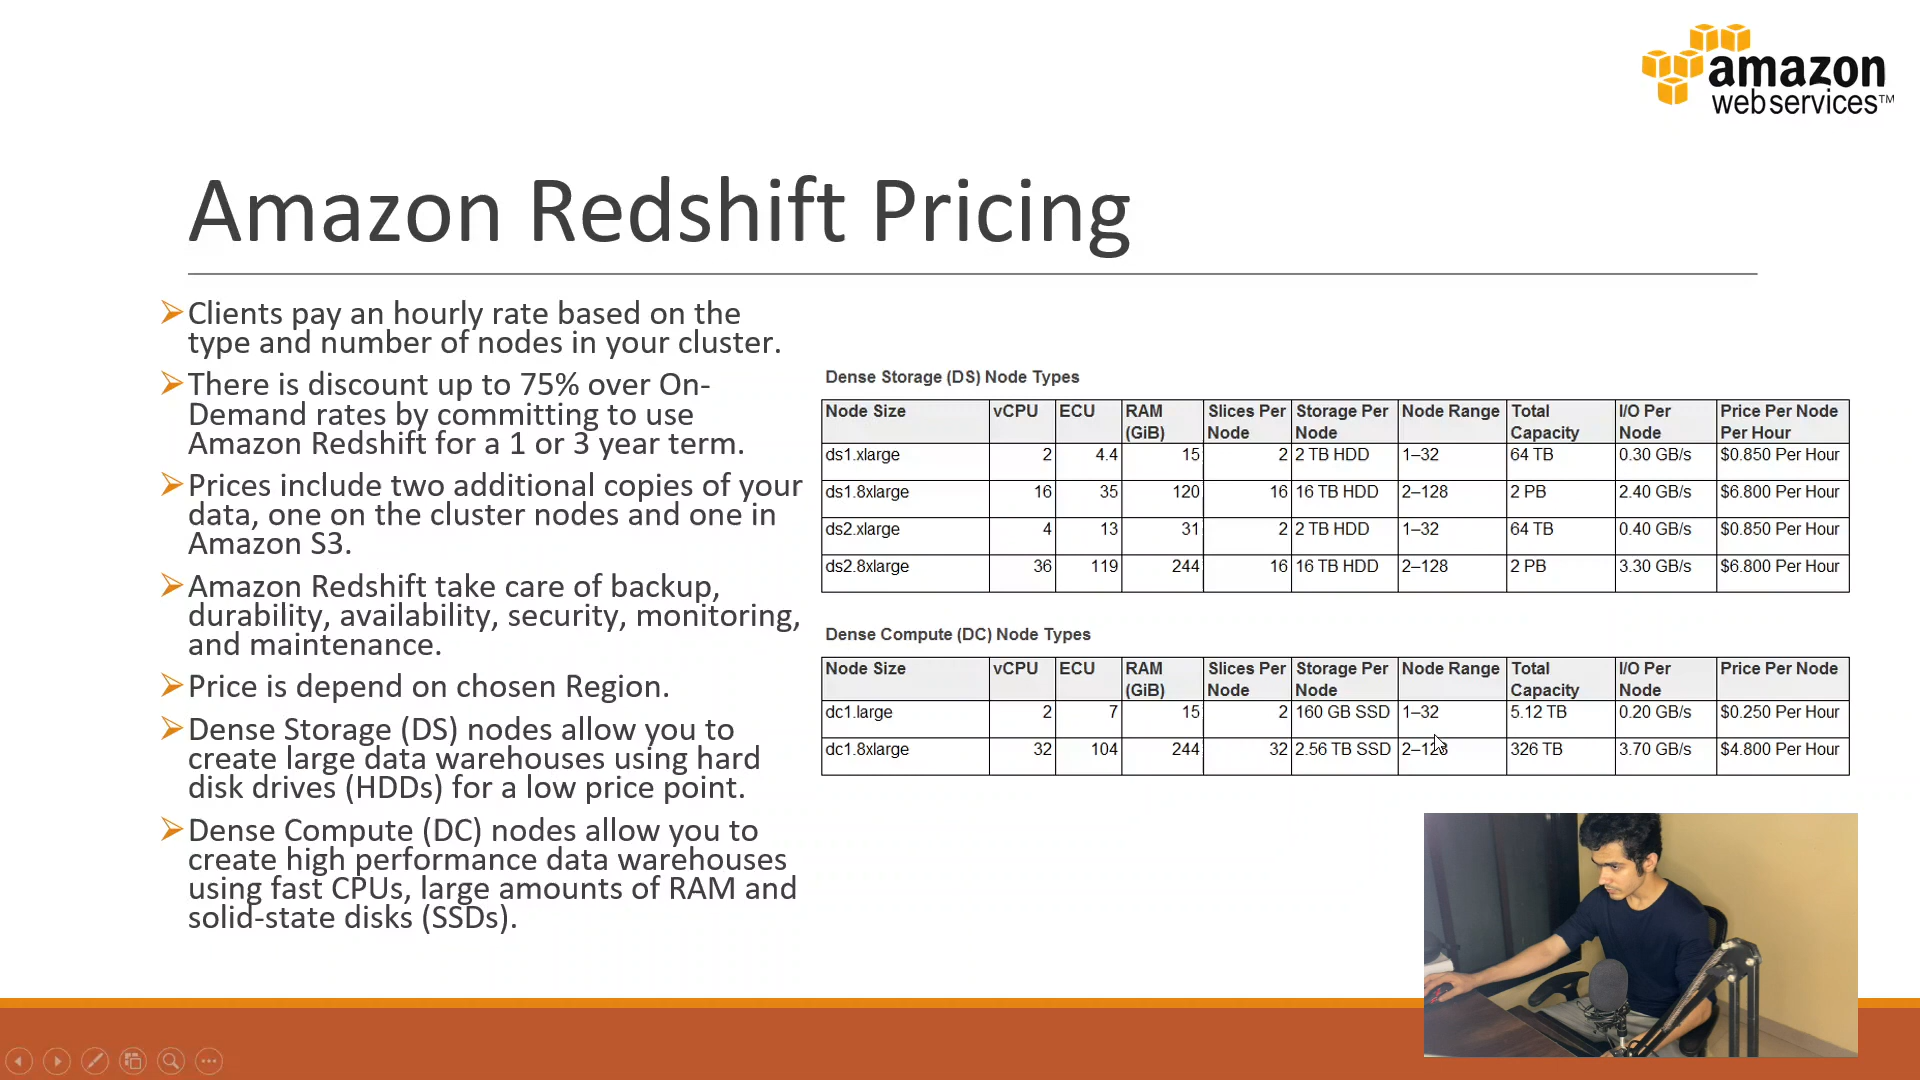 amazon
webservices™
Amazon Redshift Pricing
Clients pay an hourly rate based on the
type and number of nodes in your cluster.
There is discount up to 75% over On-
Demand rates by committing to use
Amazon Redshift for a 1 or 3 year term.
Prices include two additional copies of your
data, one on the cluster nodes and one in
Amazon S3.
Amazon Redshift take care of backup,
durability, availability, security, monitoring,
and maintenance.
Price is depend on chosen Region.
Dense Storage (DS) nodes allow you to
create large data warehouses using hard
disk drives (HDDs) for a low price point.
Dense Compute (DC) nodes allow you to
create high performance data warehouses
using fast CPUs, large amounts of RAM and
solid-state disks (SSDs).
Dense Storage (DS) Node Types
Node Size vCPU ECU RAM (GiB) Slices Per Node Storage Per Node Node Range Total Capacity I/O Per Node Price Per Node Per Hour
ds1.xlarge 2 4.4 15 2 2 TB HDD 1–32 64 TB 0.30 GB/s $0.850 Per Hour
ds1.8xlarge 16 35 120 16 16 TB HDD 2–128 2 PB 2.40 GB/s $6.800 Per Hour
ds2.xlarge 4 13 31 2 2 TB HDD 1–32 64 TB 0.40 GB/s $0.850 Per Hour
ds2.8xlarge 36 119 244 16 16 TB HDD 2–128 2 PB 3.30 GB/s $6.800 Per Hour
Dense Compute (DC) Node Types
Node Size vCPU ECU RAM (GiB) Slices Per Node Storage Per Node Node Range Total Capacity I/O Per Node Price Per Node
dc1.large 2 7 15 2 160 GB SSD 1–32 5.12 TB 0.20 GB/s $0.250 Per Hour
dc1.8xlarge 32 104 244 32 2.56 TB SSD 2–128 326 TB 3.70 GB/s $4.800 Per Hour